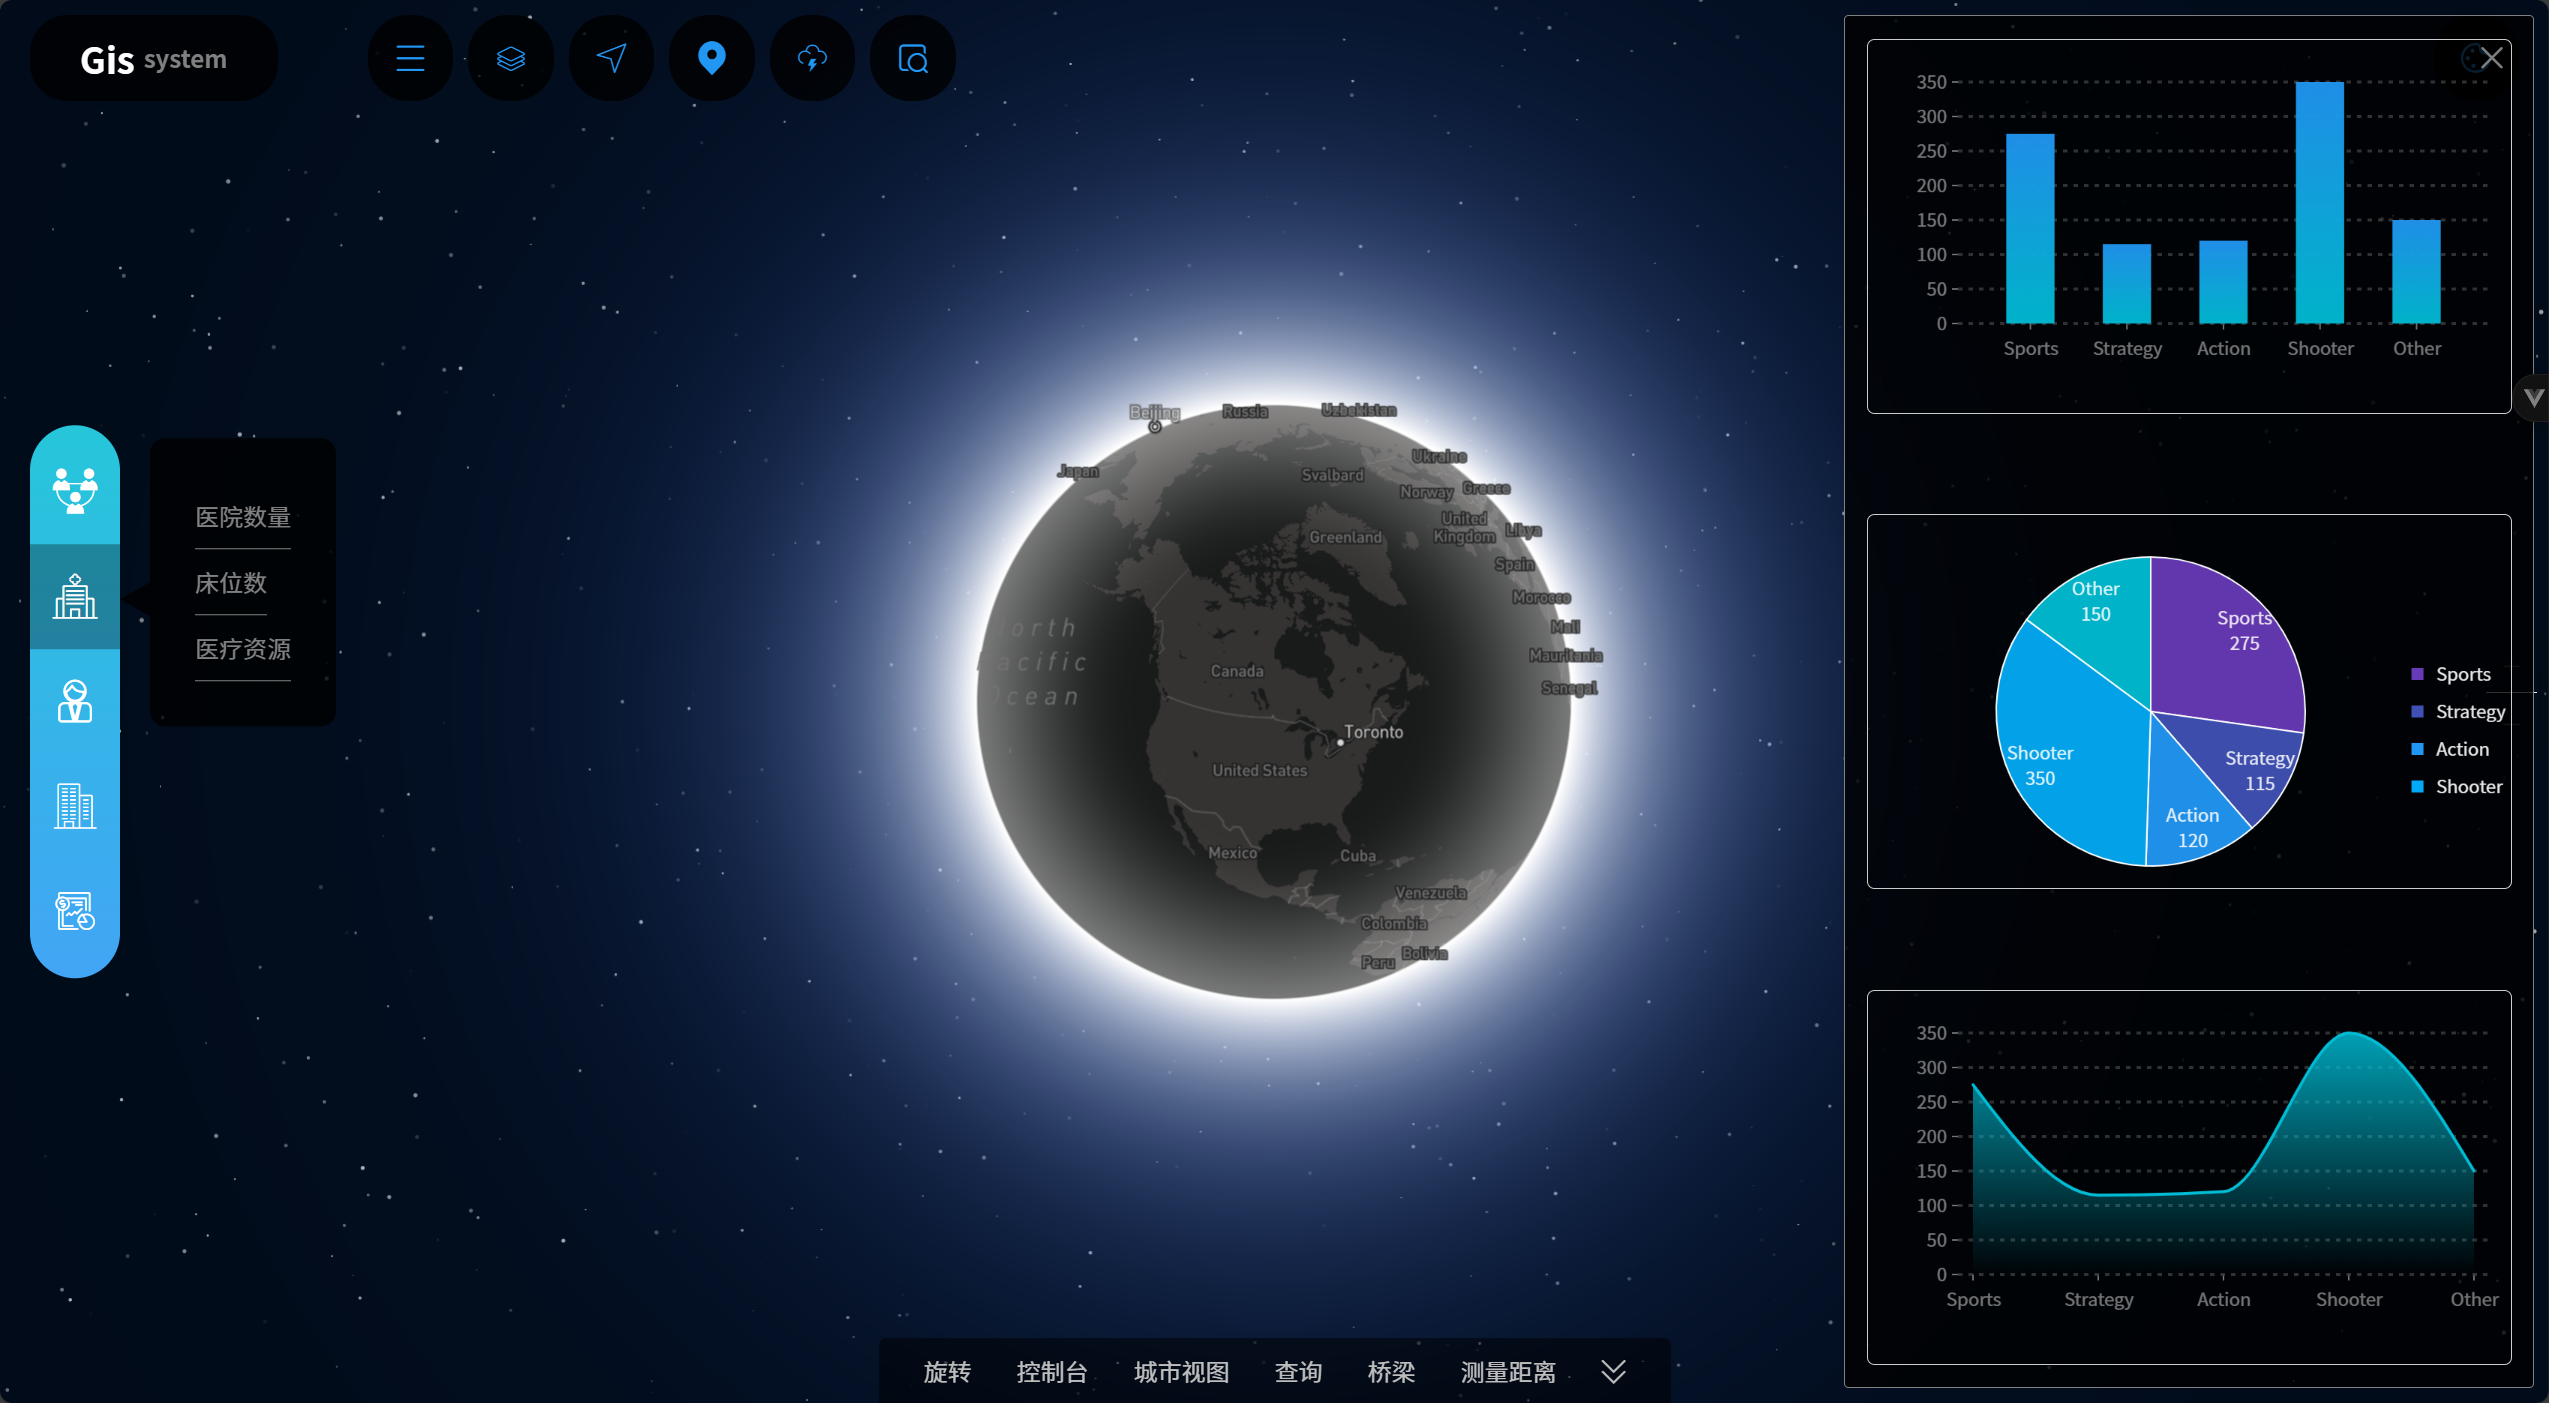 Gis system
医院数量
床位数
医疗资源
Beijing
Russia
Uzbekistan
Japan
Ukraine
Svalbard
Norway
Greece
United
Kingdom
Libya
Greenland
Spain
Morocco
Mali
Mauritania
Senegal
orth
acific
cean
Canada
Toronto
United States
Mexico
Cuba
Venezuela
Colombia
Bolivia
Peru
旋转 控制台 城市视图 查询 桥梁 测量距离
350
300
250
200
150
100
50
0
Sports Strategy Action Shooter Other
Other
150
Sports
275
Shooter
350
Strategy
115
Action
120
Sports
Strategy
Action
Shooter
350
300
250
200
150
100
50
0
Sports Strategy Action Shooter Other